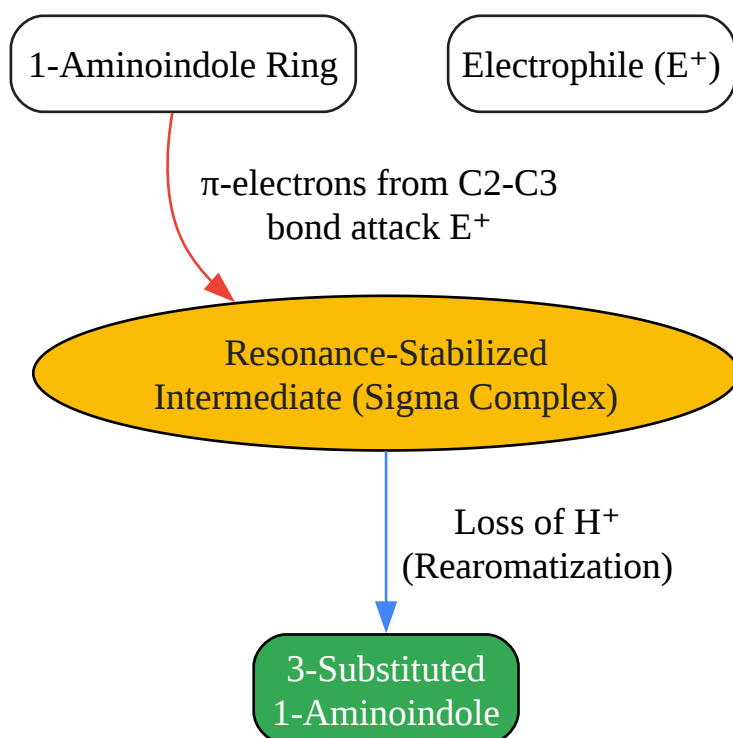 1-Aminoindole Ring
Electrophile (E⁺)
π-electrons from C2-C3
bond attack E⁺
Resonance-Stabilized
Intermediate (Sigma Complex)
Loss of H⁺
(Rearomatization)
3-Substituted
1-Aminoindole